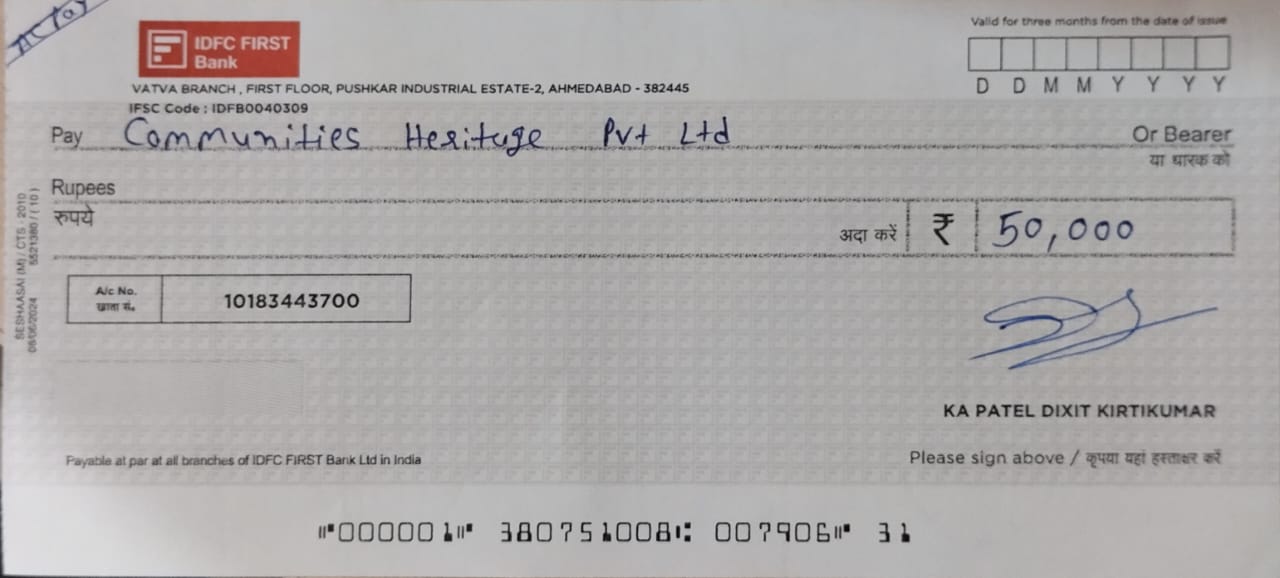 A/C Pay
IDFC FIRST
Bank
Valid for three months from the date of issue
D D M M Y Y Y Y
VATVA BRANCH , FIRST FLOOR, PUSHKAR INDUSTRIAL ESTATE-2, AHMEDABAD - 382445
IFSC Code : IDFB0040309
Pay Communities Heritage Pvt Ltd Or Bearer
या धारक को
Rupees
रुपये
अदा करें ₹ 50,000
A/c No.
खाता सं.
10183443700
SESHAASAI (M) / CTS - 2010
08/06/2024
KA PATEL DIXIT KIRTIKUMAR
Payable at par at all branches of IDFC FIRST Bank Ltd in India
Please sign above / कृपया यहां हस्ताक्षर करें
⑈000001⑈ 380751008⑆ 007906⑈ 31